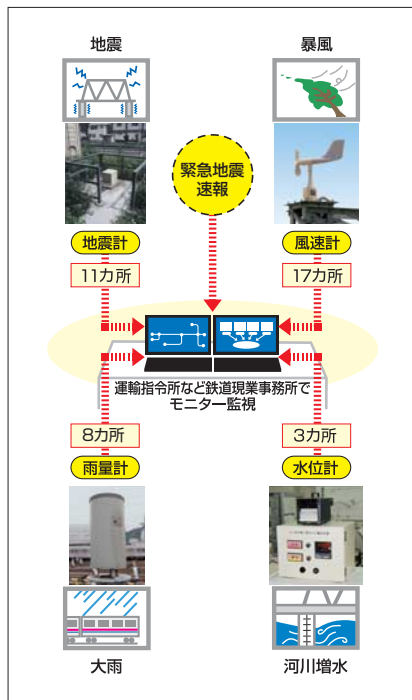 地震
暴風
緊急地震
速報
地震計
風速計
11カ所
17カ所
運輸指令所など鉄道現業事務所で
モニター監視
8カ所
3カ所
雨量計
水位計
大雨
河川増水